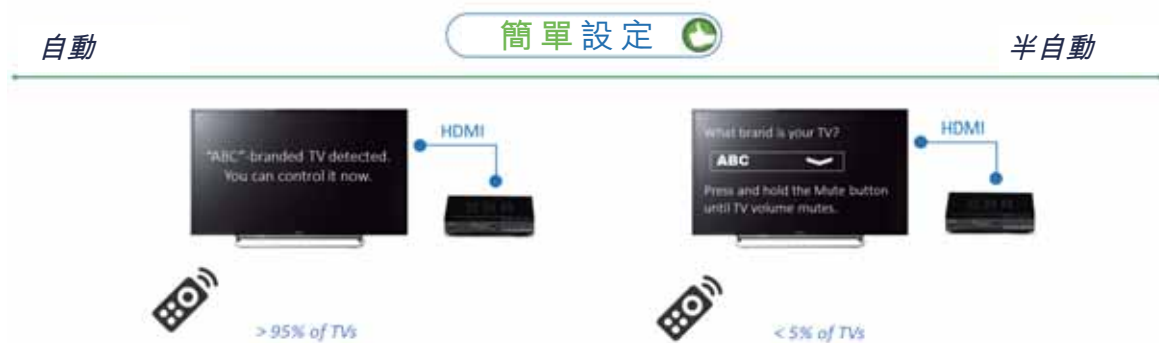 簡單設定
自動
半自動
"ABC"-branded TV detected.
You can control it now.
HDMI
> 95% of TVs
What brand is your TV?
ABC
Press and hold the Mute button
until TV volume mutes.
HDMI
< 5% of TVs